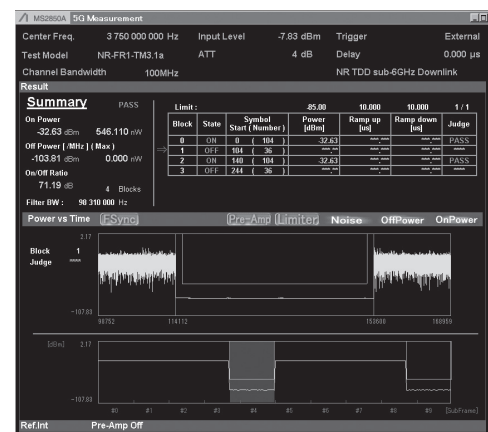 MS2850A 5G Measurement
Center Freq. 3 750 000 000 Hz Input Level -7.83 dBm Trigger External
Test Model NR-FR1-TM3.1a ATT 4 dB Delay 0.000 µs
Channel Bandwidth 100MHz NR TDD sub-6GHz Downlink
Result
Summary PASS
On Power
-32.63 dBm 546.110 nW
Off Power [/MHz] (Max)
-103.81 dBm 0.000 nW
On/Off Ratio
71.19 dB 4 Blocks
Filter BW : 98 310 000 Hz
⇒
Limit : -85.00 10.000 10.000 1 / 1
Block State Symbol Start ( Number ) Power [dBm] Ramp up [us] Ramp down [us] Judge
0 ON 0 ( 104 ) -32.63 ***.*** ***.*** PASS
1 OFF 104 ( 36 ) ***.*** ***.*** ****
2 ON 140 ( 104 ) -32.63 ***.*** ***.*** PASS
3 OFF 244 ( 36 ) ***.*** ***.*** ****
Power vs Time (FSync) (Pre-Amp) (Limiter) Noise OffPower OnPower
Block 1
Judge ****
2.17
-107.83
98752 114112 153600 168959
[dBm] 2.17
-107.83
#0 #1 #2 #3 #4 #5 #6 #7 #8 #9 [SubFrame]
Ref.Int Pre-Amp Off